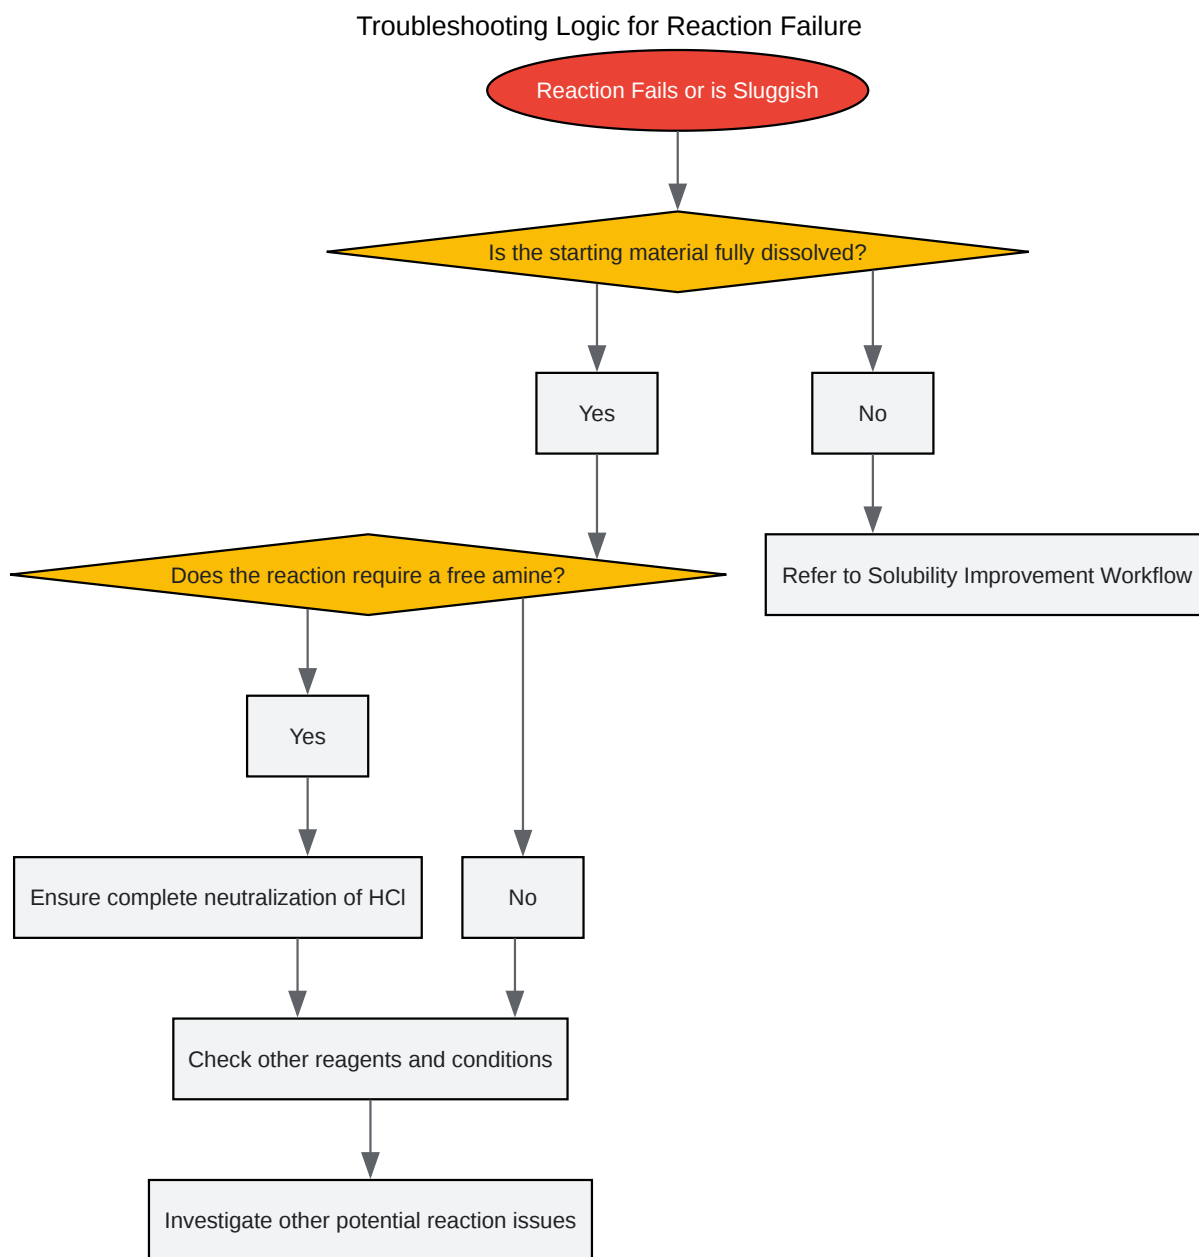 Troubleshooting Logic for Reaction Failure
Reaction Fails or is Sluggish
Is the starting material fully dissolved?
Yes
No
Does the reaction require a free amine?
Refer to Solubility Improvement Workflow
Yes
Ensure complete neutralization of HCl
No
Check other reagents and conditions
Investigate other potential reaction issues